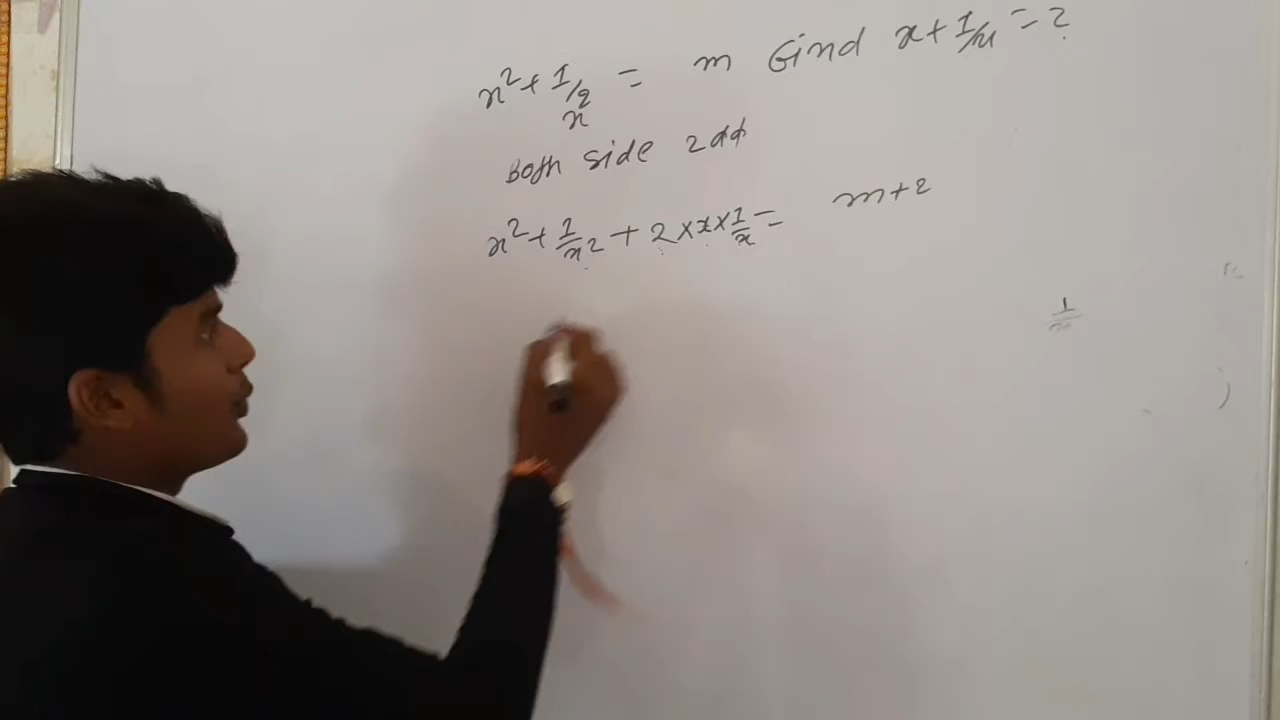 x² + 1/x² = m Find x + 1/x = ?
Both side 2 add
x² + 1/x² + 2 × x × 1/x = m + 2
1